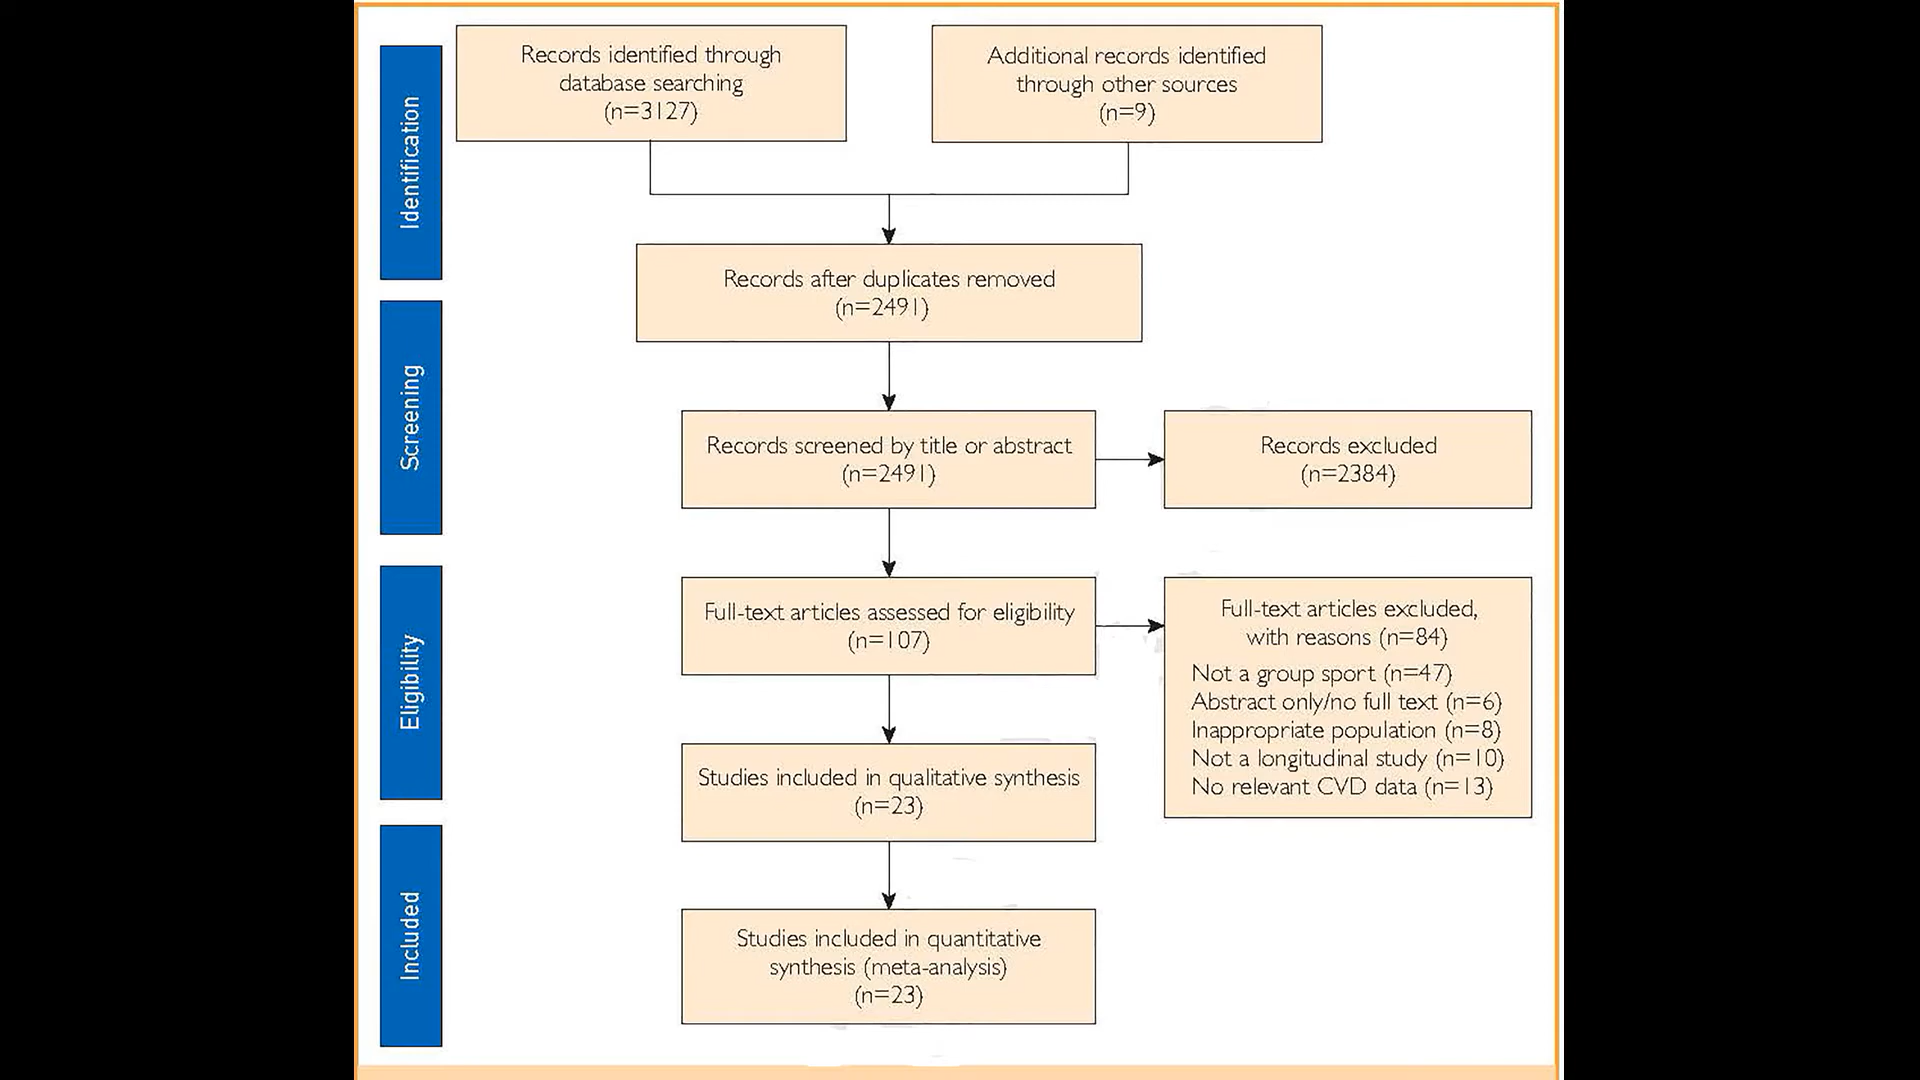 Identification
Records identified through
database searching
(n=3127)
Additional records identified
through other sources
(n=9)
Records after duplicates removed
(n=2491)
Screening
Records screened by title or abstract
(n=2491)
Records excluded
(n=2384)
Eligibility
Full-text articles assessed for eligibility
(n=107)
Full-text articles excluded,
with reasons (n=84)
Not a group sport (n=47)
Abstract only/no full text (n=6)
Inappropriate population (n=8)
Not a longitudinal study (n=10)
No relevant CVD data (n=13)
Studies included in qualitative synthesis
(n=23)
Included
Studies included in quantitative
synthesis (meta-analysis)
(n=23)